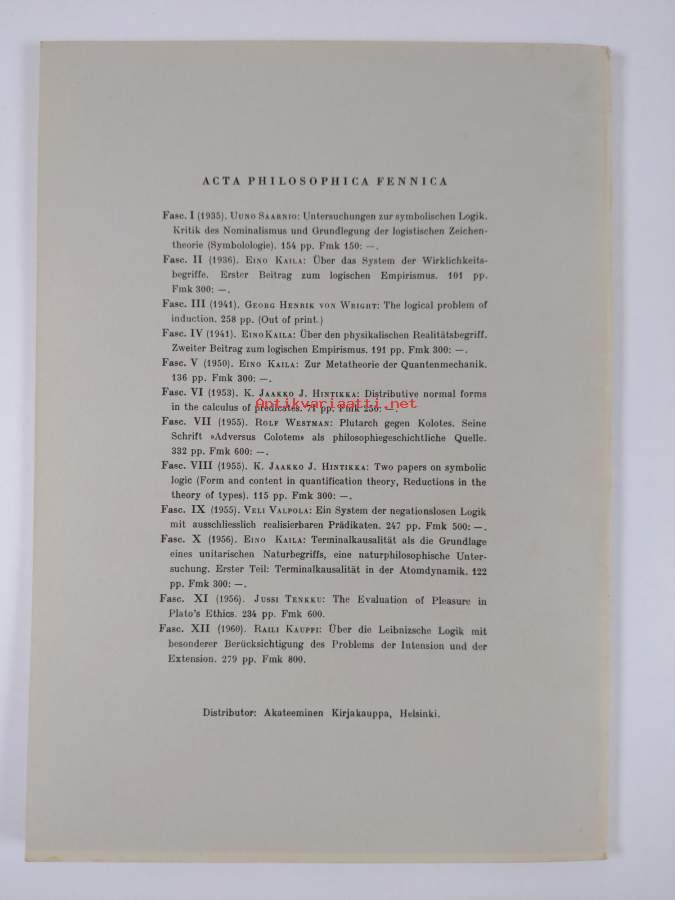 ACTA PHILOSOPHICA FENNICA
Fasc. I (1935). Uuno Saarnio: Untersuchungen zur symbolischen Logik.
Kritik des Nominalismus und Grundlegung der logistischen Zeichen-
theorie (Symbolologie). 154 pp. Fmk 150: —.
Fasc. II (1936). Eino Kaila: Über das System der Wirklichkeits-
begriffe. Erster Beitrag zum logischen Empirismus. 101 pp.
Fmk 300: —.
Fasc. III (1941). Georg Henrik von Wright: The logical problem of
induction. 258 pp. (Out of print.)
Fasc. IV (1941). Eino Kaila: Über den physikalischen Realitätsbegriff.
Zweiter Beitrag zum logischen Empirismus. 191 pp. Fmk 300: —.
Fasc. V (1950). Eino Kaila: Zur Metatheorie der Quantenmechanik.
136 pp. Fmk 300: —.
Fasc. VI (1953). K. Jaakko J. Hintikka: Distributive normal forms
in the calculus of predicates. 71 pp. Fmk 250: —.
Antikvariaatti.net
Fasc. VII (1955). Rolf Westman: Plutarch gegen Kolotes. Seine
Schrift »Adversus Colotem» als philosophiegeschichtliche Quelle.
332 pp. Fmk 600: —.
Fasc. VIII (1955). K. Jaakko J. Hintikka: Two papers on symbolic
logic (Form and content in quantification theory, Reductions in the
theory of types). 115 pp. Fmk 300: —.
Fasc. IX (1955). Veli Valpola: Ein System der negationslosen Logik
mit ausschliesslich realisierbaren Prädikaten. 247 pp. Fmk 500: —.
Fasc. X (1956). Eino Kaila: Terminalkausalität als die Grundlage
eines unitarischen Naturbegriffs, eine naturphilosophische Unter-
suchung. Erster Teil: Terminalkausalität in der Atomdynamik. 122
pp. Fmk 300: —.
Fasc. XI (1956). Jussi Tenkku: The Evaluation of Pleasure in
Plato's Ethics. 234 pp. Fmk 600.
Fasc. XII (1960). Raili Kauppi: Über die Leibnizsche Logik mit
besonderer Berücksichtigung des Problems der Intension und der
Extension. 279 pp. Fmk 800.
Distributor: Akateeminen Kirjakauppa, Helsinki.